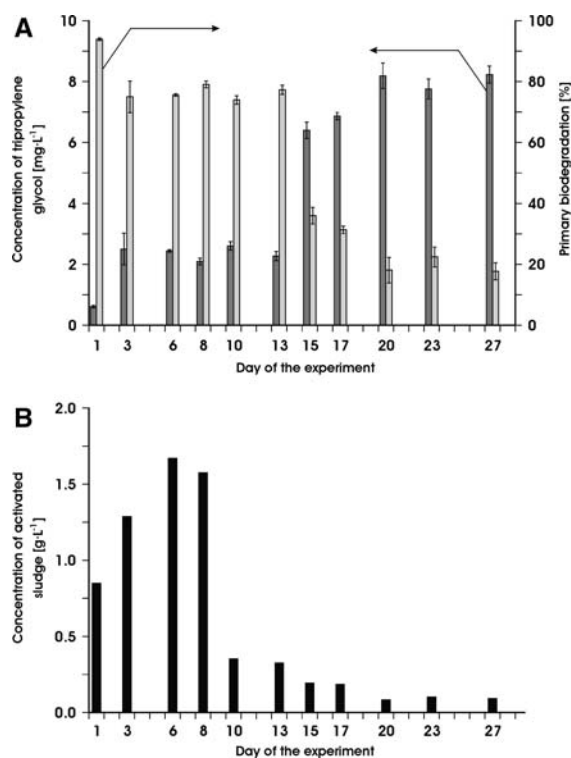 A
Concentration of tripropylene
glycol [mg·L⁻¹]
10
8
6
4
2
0
Primary biodegradation [%]
100
80
60
40
20
0
1 3 6 8 10 13 15 17 20 23 27
Day of the experiment
B
Concentration of activated
sludge [g·L⁻¹]
2.0
1.5
1.0
0.5
0.0
1 3 6 8 10 13 15 17 20 23 27
Day of the experiment